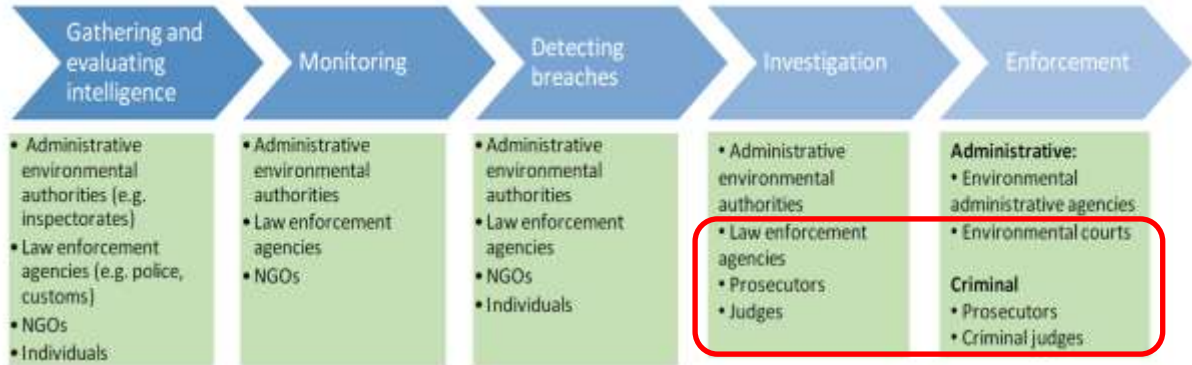 Gathering and
evaluating
intelligence
Monitoring
Detecting
breaches
Investigation
Enforcement
• Administrative
environmental
authorities (e.g.
inspectorates)
• Law enforcement
agencies (e.g. police,
customs)
• NGOs
• Individuals
• Administrative
environmental
authorities
• Law enforcement
agencies
• NGOs
• Administrative
environmental
authorities
• Law enforcement
agencies
• NGOs
• Individuals
• Administrative
environmental
authorities
• Law enforcement
agencies
• Prosecutors
• Judges
Administrative:
• Environmental
administrative agencies
• Environmental courts
Criminal
• Prosecutors
• Criminal judges